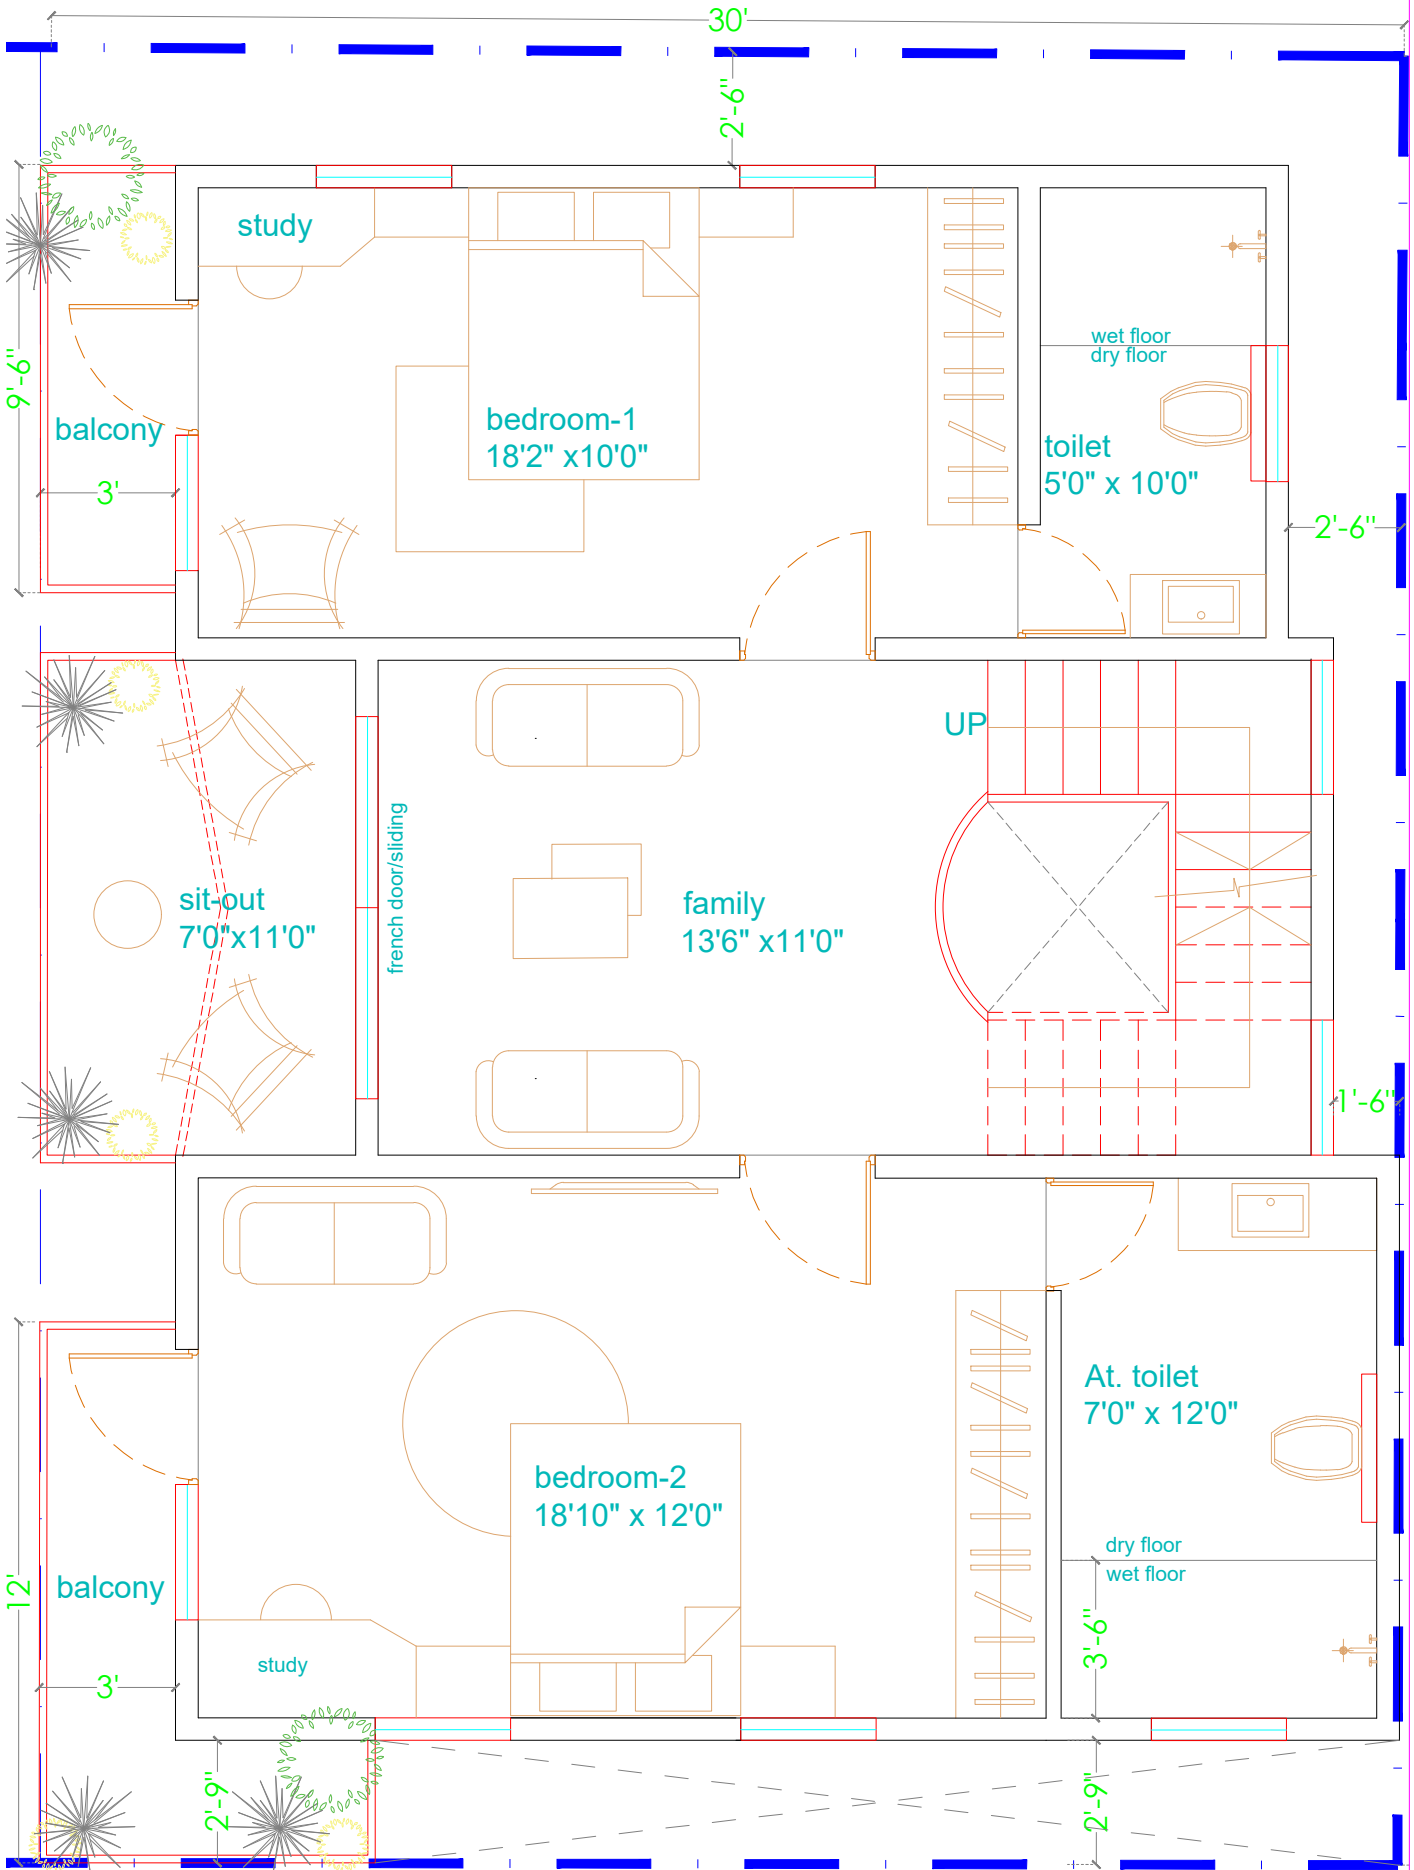 30'
2'-6"
study
wet floor
dry floor
9'-6"
balcony
bedroom-1
18'2" x10'0"
toilet
5'0" x 10'0"
3'
2'-6"
UP
french door/sliding
sit-out
7'0"x11'0"
family
13'6" x11'0"
1'-6"
At. toilet
7'0" x 12'0"
bedroom-2
18'10" x 12'0"
dry floor
wet floor
12'
balcony
3'-6"
study
3'
2'-9"
2'-9"